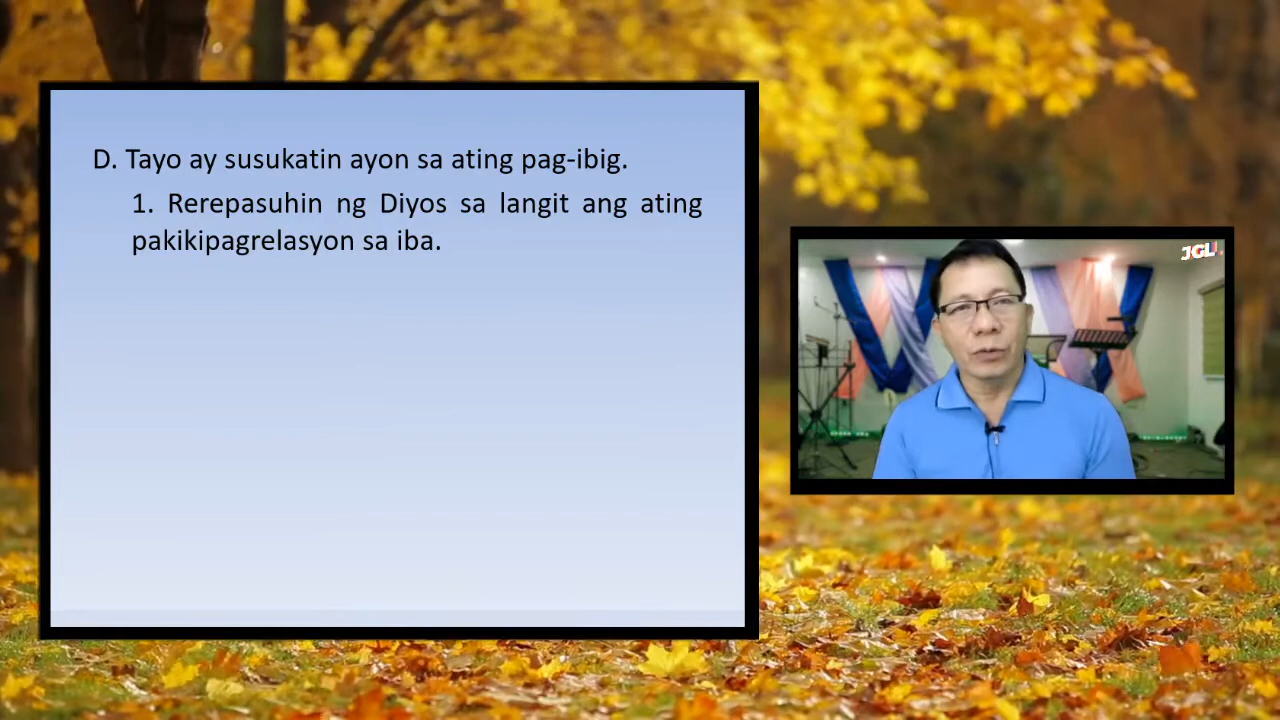 D. Tayo ay susukatin ayon sa ating pag-ibig.
1. Rerepasuhin ng Diyos sa langit ang ating
pakikipagrelasyon sa iba.
JGL